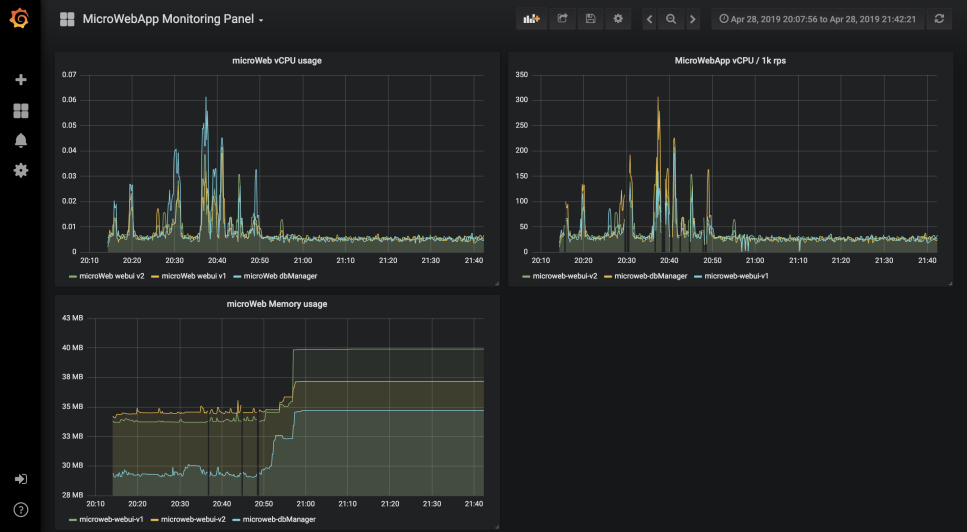 MicroWebApp Monitoring Panel
Apr 28, 2019 20:07:56 to Apr 28, 2019 21:42:21
microWeb vCPU usage
0.07
0.06
0.05
0.04
0.03
0.02
0.01
0
20:10 20:20 20:30 20:40 20:50 21:00 21:10 21:20 21:30 21:40
microWeb webui v2 microWeb webui v1 microWeb dbManager
MicroWebApp vCPU / 1k rps
350
300
250
200
150
100
50
0
20:10 20:20 20:30 20:40 20:50 21:00 21:10 21:20 21:30 21:40
microweb-webui-v2 microweb-dbManager microweb-webui-v1
microWeb Memory usage
43 MB
40 MB
38 MB
35 MB
33 MB
30 MB
28 MB
20:10 20:20 20:30 20:40 20:50 21:00 21:10 21:20 21:30 21:40
microweb-webui-v1 microweb-webui-v2 microweb-dbManager